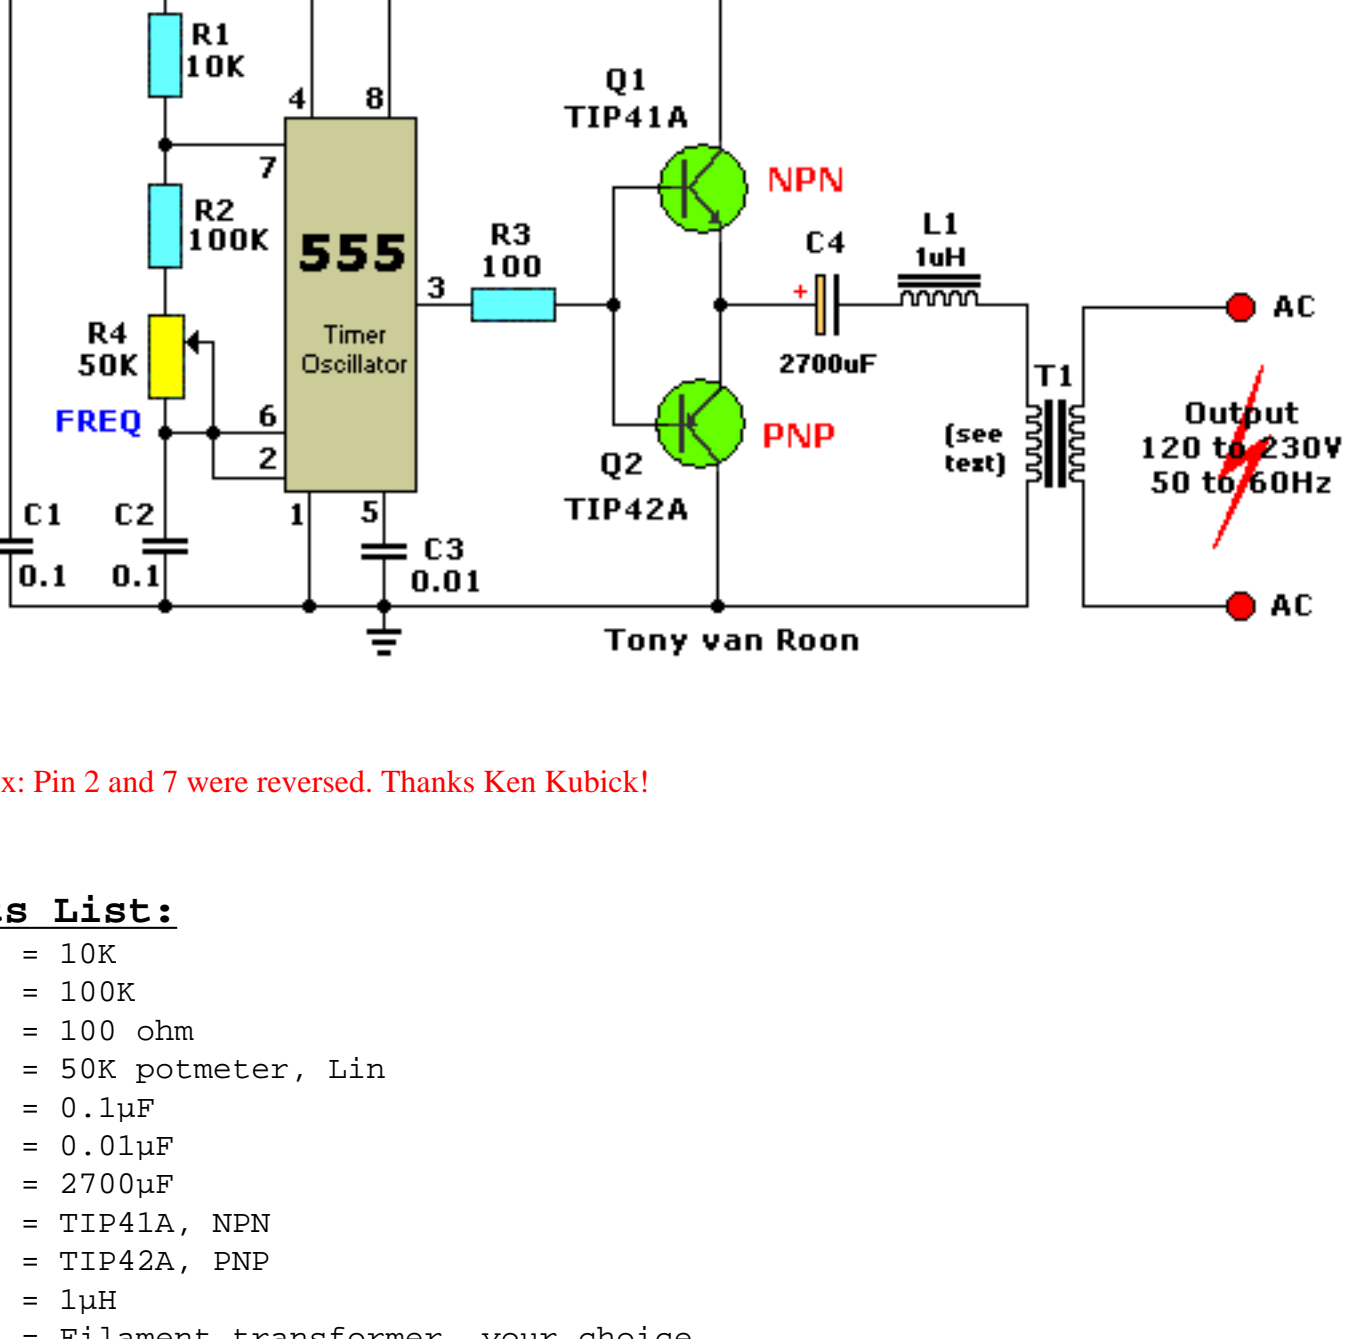 R1
10K
4
8
7
Q1
TIP41A
NPN
R2
100K
555
Timer
Oscillator
3
R3
100
C4
+
2700uF
L1
1uH
R4
50K
FREQ
6
2
PNP
Q2
TIP42A
(see
text)
T1
AC
Output
120 to 230V
50 to 60Hz
C1
0.1
C2
0.1
1
5
C3
0.01
AC
Tony van Roon
x: Pin 2 and 7 were reversed. Thanks Ken Kubick!
s List:
= 10K
= 100K
= 100 ohm
= 50K potmeter, Lin
= 0.1µF
= 0.01µF
= 2700µF
= TIP41A, NPN
= TIP42A, PNP
= 1µH
= Filament transformer, your choice